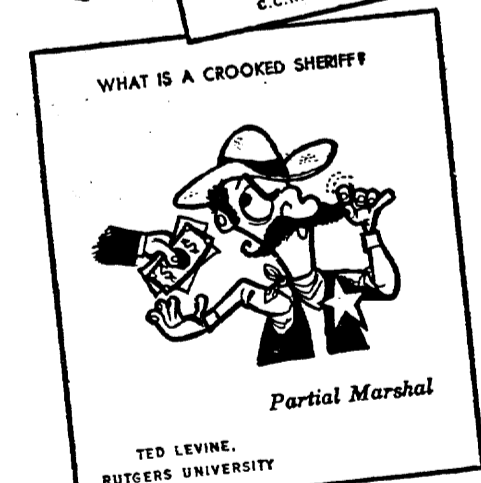 C.C.
WHAT IS A CROOKED SHERIFF?
Partial Marshal
TED LEVINE,
RUTGERS UNIVERSITY